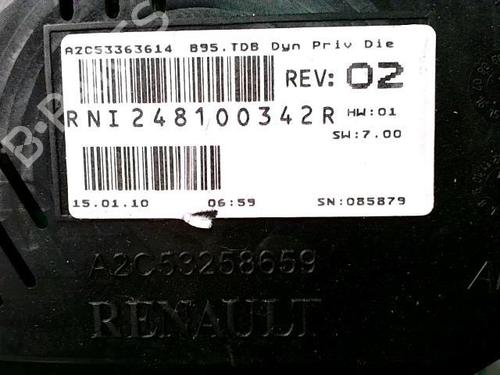 A2C53363614 B95.TDB Dyn Priv Die
REV: 02
RNI248100342R HW:01
SW:7.00
15.01.10 06:59 SN:085879
A2C53258659
RENAULT